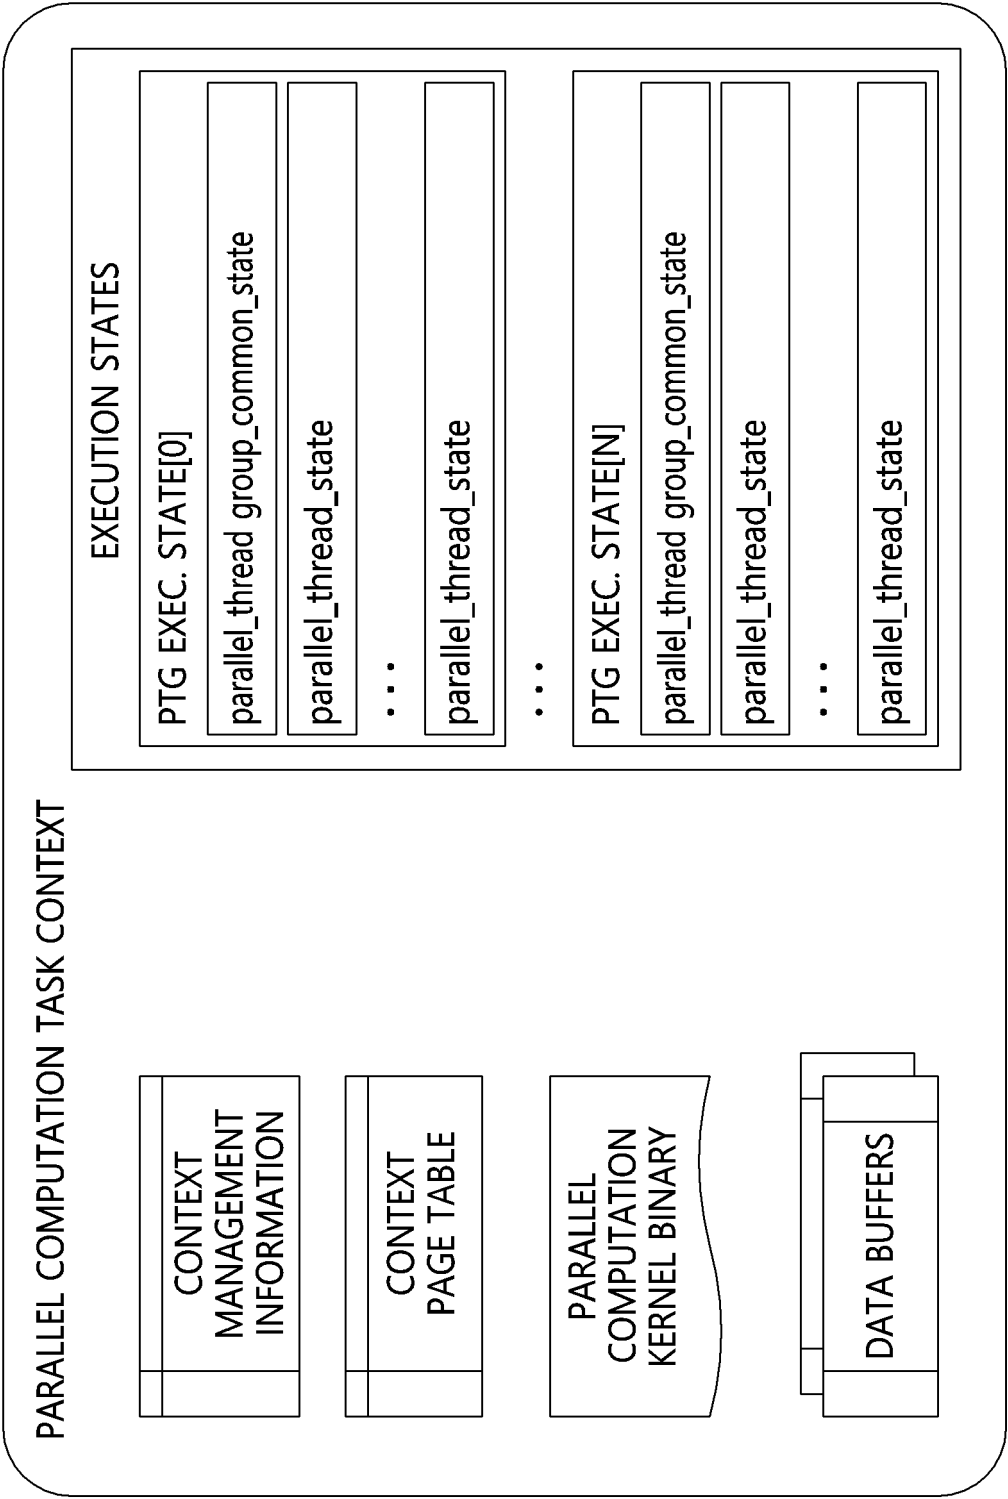 PARALLEL COMPUTATION TASK CONTEXT
CONTEXT
MANAGEMENT
INFORMATION
CONTEXT
PAGE TABLE
PARALLEL
COMPUTATION
KERNEL BINARY
DATA BUFFERS
EXECUTION STATES
PTG EXEC. STATE[0]
parallel_thread group_common_state
parallel_thread_state
...
parallel_thread_state
...
PTG EXEC. STATE[N]
parallel_thread group_common_state
parallel_thread_state
...
parallel_thread_state